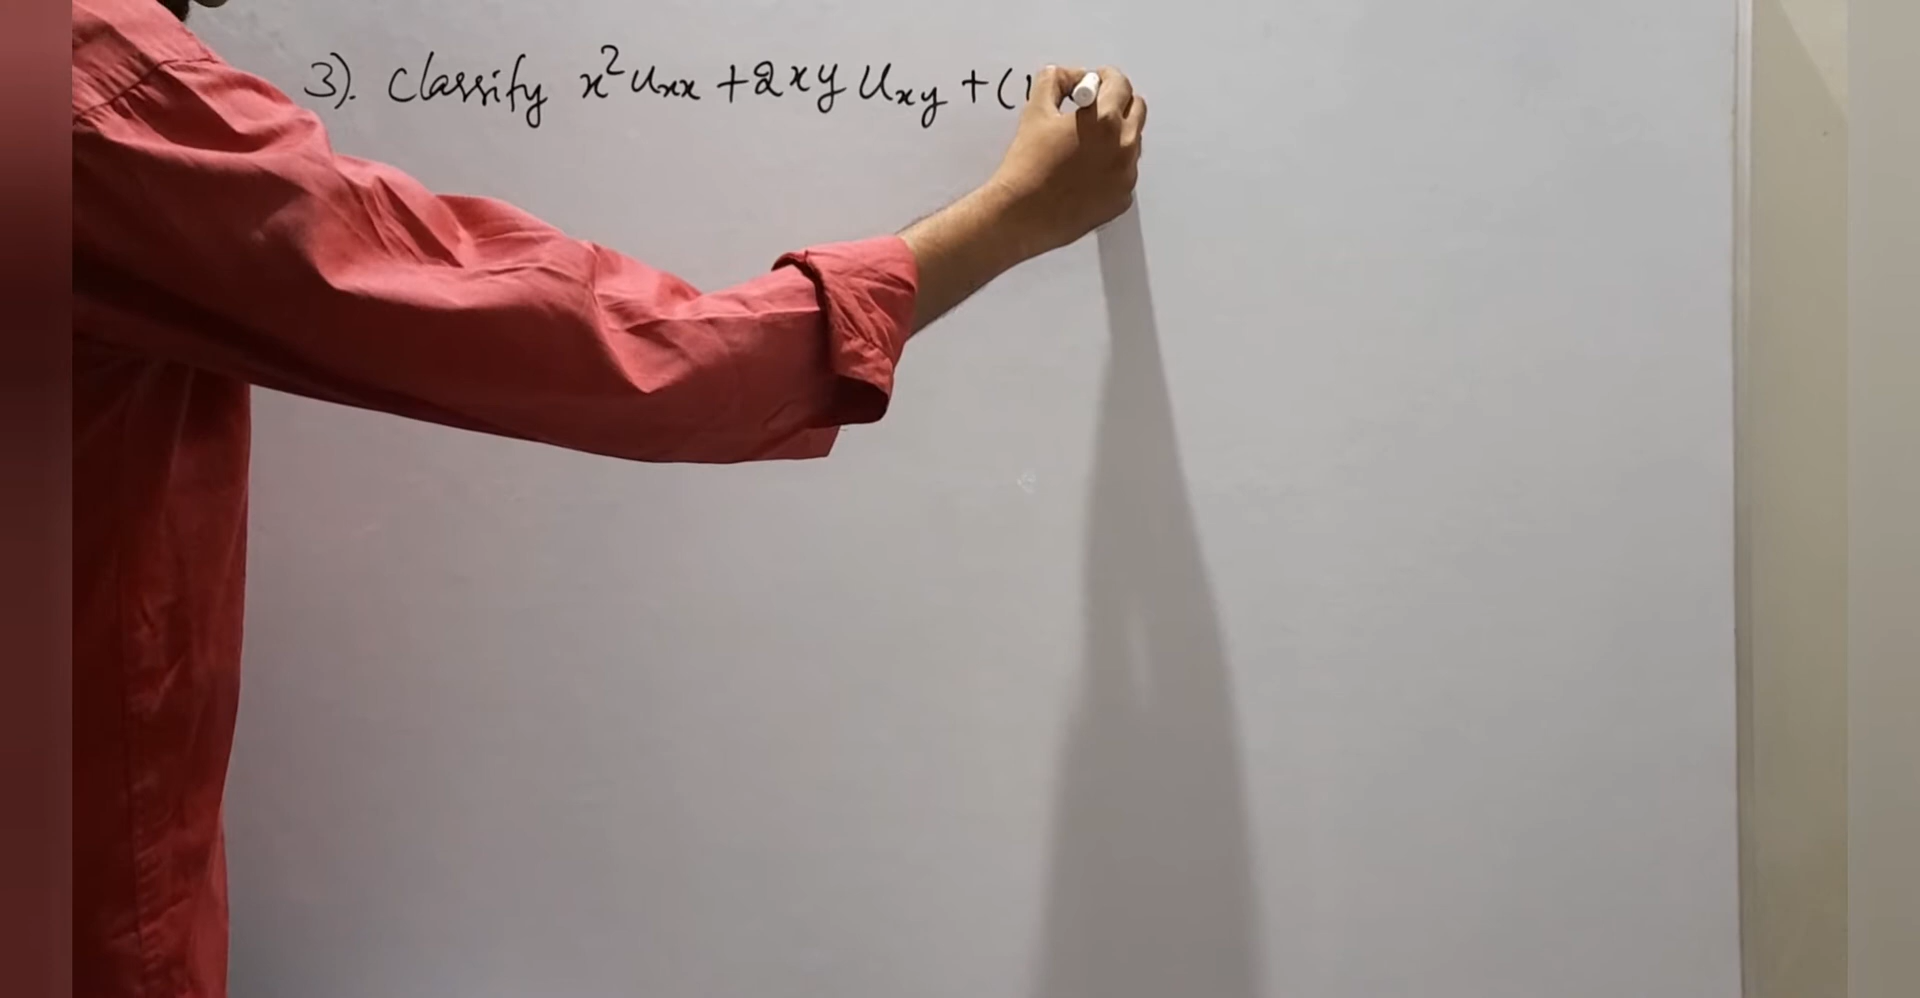 3). Classify x²uxx + 2xy uxy + (1